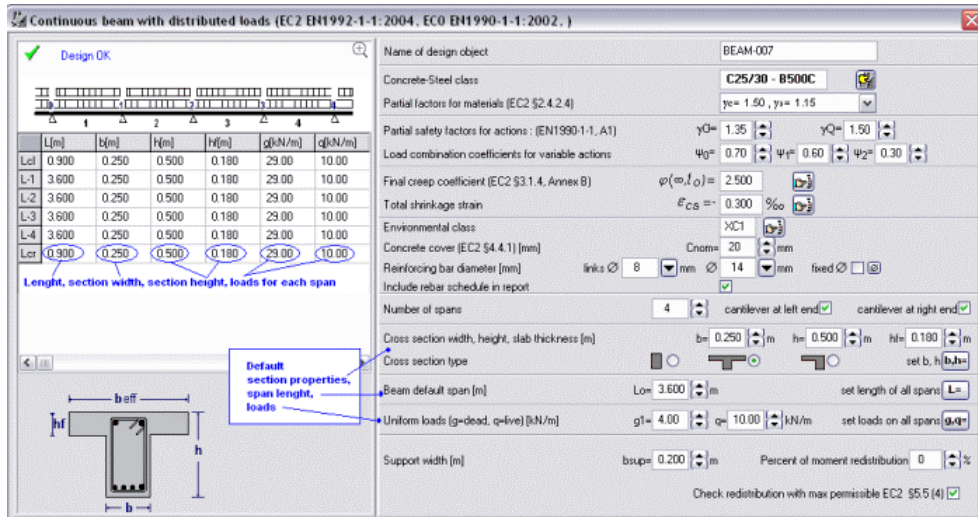 Continuous beam with distributed loads (EC2 EN1992-1-1:2004, EC0 EN1990-1-1:2002, )
Design OK
1 2 3 4
L[m] b[m] h[m] hf[m] g[kN/m] q[kN/m]
Lcl 0.900 0.250 0.500 0.180 29.00 10.00
L-1 3.600 0.250 0.500 0.180 29.00 10.00
L-2 3.600 0.250 0.500 0.180 29.00 10.00
L-3 3.600 0.250 0.500 0.180 29.00 10.00
L-4 3.600 0.250 0.500 0.180 29.00 10.00
Lcr 0.900 0.250 0.500 0.180 29.00 10.00
Lenght, section width, section height, loads for each span
Default
section properties,
span lenght,
loads
b eff
hf
h
b
Name of design object BEAM-007
Concrete-Steel class C25/30 - B500C
Partial factors for materials (EC2 §2.4.2.4) γc= 1.50 , γs= 1.15
Partial safety factors for actions : (EN1990-1-1, A1) γG= 1.35 γQ= 1.50
Load combination coefficients for variable actions Ψ0= 0.70 Ψ1= 0.60 Ψ2= 0.30
Final creep coefficient (EC2 §3.1.4, Annex B) φ(∞,to)= 2.500
Total shrinkage strain εcs =- 0.300 ‰
Environmental class XC1
Concrete cover (EC2 §4.4.1) [mm] Cnom= 20 mm
Reinforcing bar diameter [mm] links Ø 8 mm Ø 14 mm fixed Ø
Include rebar schedule in report
Number of spans 4 cantilever at left end cantilever at right end
Cross section width, height, slab thickness [m] b= 0.250 m h= 0.500 m hf= 0.180 m
Cross section type set b, h b,h=
Beam default span [m] Lo= 3.600 m set length of all spans L=
Uniform loads (g=dead, q=live) [kN/m] g1= 4.00 q= 10.00 kN/m set loads on all spans g,q=
Support width [m] bsup= 0.200 m Percent of moment redistribution 0 %
Check redistribution with max permissible EC2 §5.5 (4)